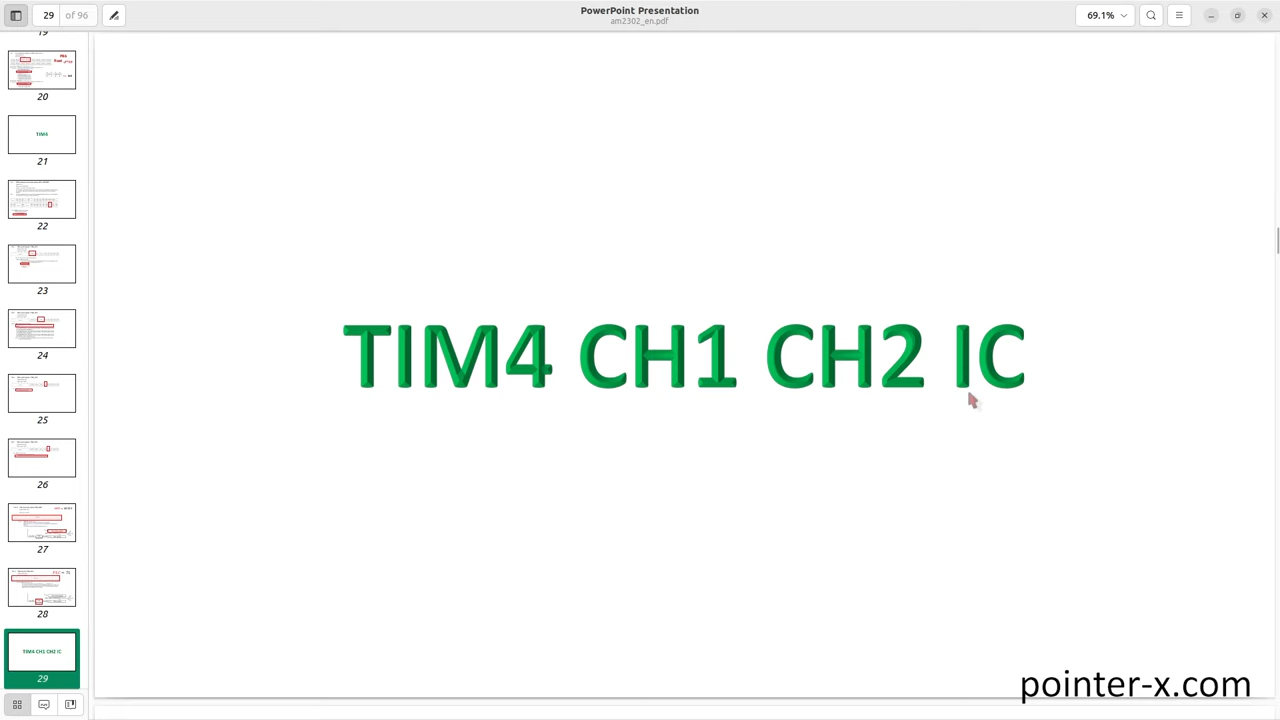 29 of 96
PowerPoint Presentation
am2302_en.pdf
69.1%
19
20
TIM4
21
22
23
24
25
26
27
28
TIM4 CH1 CH2 IC
29
TIM4 CH1 CH2 IC
pointer-x.com